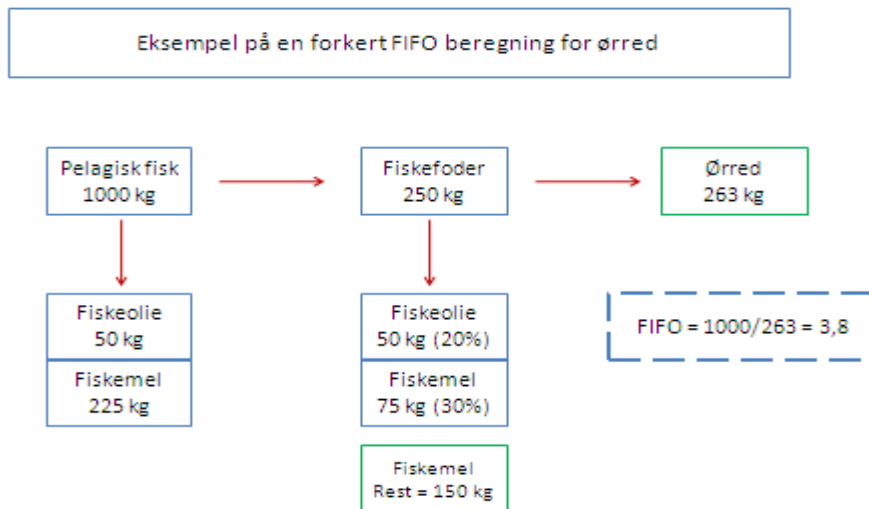 Eksempel på en forkert FIFO beregning for ørred
Pelagisk fisk
1000 kg
Fiskefoder
250 kg
Ørred
263 kg
Fiskeolie
50 kg
Fiskemel
225 kg
Fiskeolie
50 kg (20%)
Fiskemel
75 kg (30%)
Fiskemel
Rest = 150 kg
FIFO = 1000/263 = 3,8